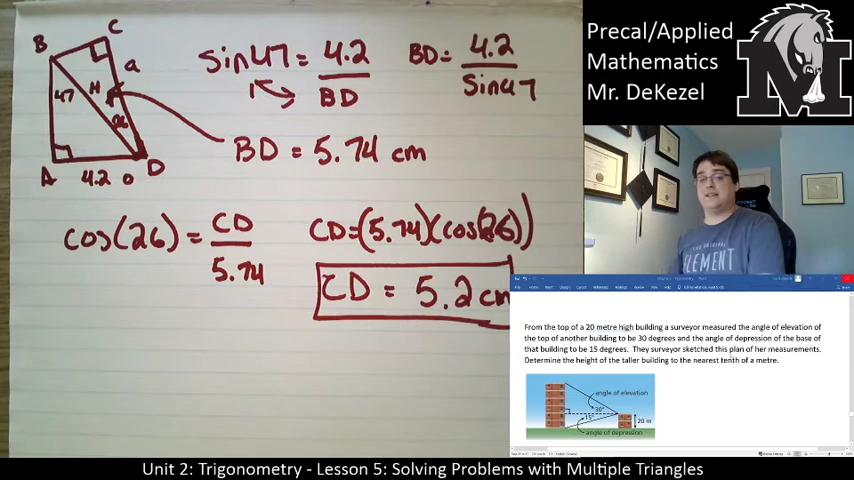 Precal/Applied
Mathematics
Mr. DeKezel
B
C
a
47
H
26
A
4.2
o
D
sin47 = 4.2
BD
BD = 4.2
Sin47
BD = 5.74 cm
cos(26) = CD
5.74
CD=(5.74)(cos(26))
CD = 5.2 cm
ELEMENT
From the top of a 20 metre high building a surveyor measured the angle of elevation of
the top of another building to be 30 degrees and the angle of depression of the base of
that building to be 15 degrees. They surveyor sketched this plan of her measurements.
Determine the height of the taller building to the nearest tenth of a metre.
angle of elevation
30°
15°
20 m
angle of depression
Unit 2: Trigonometry - Lesson 5: Solving Problems with Multiple Triangles